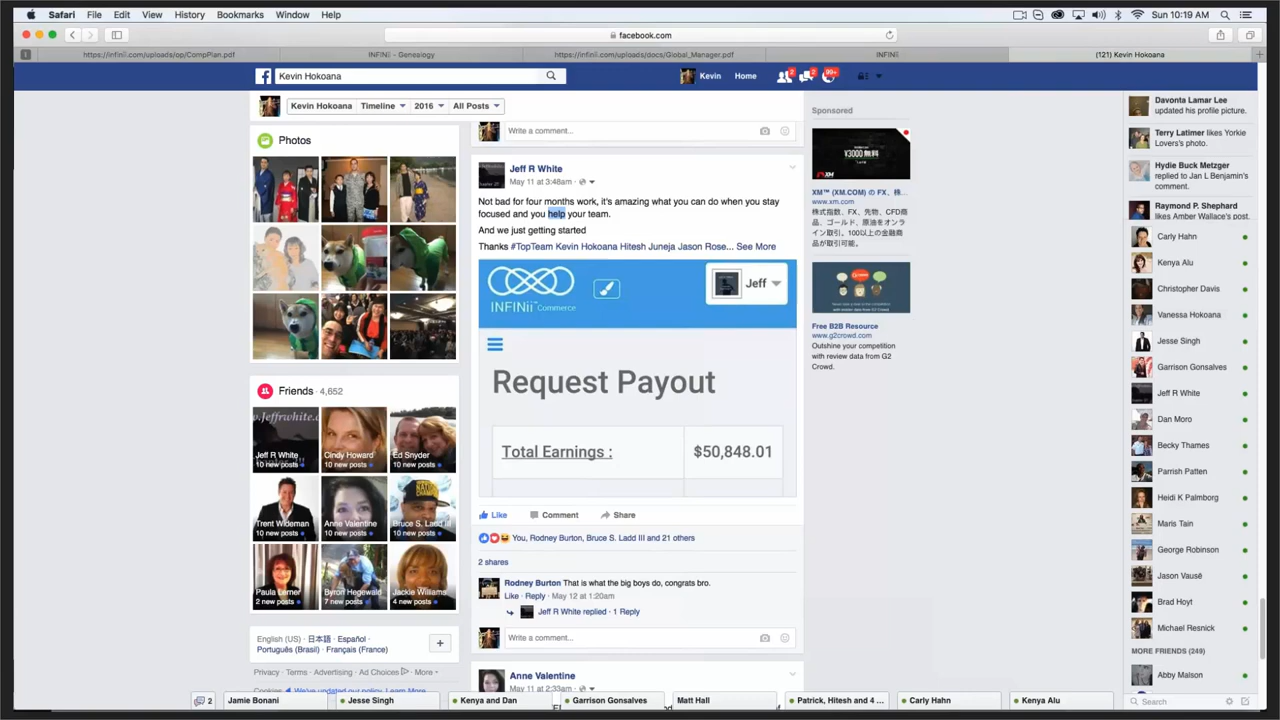 Safari File Edit View History Bookmarks Window Help
Sun 10:19 AM
facebook.com
1 https://infinii.com/uploads/op/CompPlan.pdf INFINii - Genealogy https://infinii.com/uploads/docs/Global_Manager.pdf INFINii (121) Kevin Hokoana
Kevin Hokoana
Kevin Home 2 2 99+
Kevin Hokoana Timeline 2016 All Posts
Photos
Friends · 4,652
Jeff R White
10 new posts
Cindy Howard
10 new posts
Ed Snyder
10 new posts
Trent Wideman
10 new posts
Anne Valentine
10 new posts
Bruce S. Ladd III
10 new posts
Paula Lerner
2 new posts
Byron Hegewald
7 new posts
Jackie Williams
4 new posts
English (US) · 日本語 · Español ·
Português (Brasil) · Français (France)
Privacy · Terms · Advertising · Ad Choices · More
Cookies
We've updated our policy. Learn More
Write a comment...
Jeff R White
May 11 at 3:48am ·
Not bad for four months work, it's amazing what you can do when you stay
focused and you help your team.
And we just getting started
Thanks #TopTeam Kevin Hokoana Hitesh Juneja Jason Rose... See More
INFINii™ Commerce
Jeff
Request Payout
Total Earnings : $50,848.01
Like Comment Share
You, Rodney Burton, Bruce S. Ladd III and 21 others
2 shares
Rodney Burton That is what the big boys do, congrats bro.
Like · Reply · May 12 at 1:20am
Jeff R White replied · 1 Reply
Write a comment...
Anne Valentine
May 11 at 2:33am ·
Sponsored
¥3000 無料
XM
XM™ (XM.COM) の FX、株...
www.xm.com
株式指数、FX、先物、CFD商
品、ゴールド、原油をオンラ
イン取引。100以上の金融商
品が取引可能。
Free B2B Resource
www.g2crowd.com
Outshine your competition
with review data from G2
Crowd.
Davonta Lamar Lee
updated his profile picture.
Terry Latimer likes Yorkie
Lovers's photo.
Hydie Buck Metzger
replied to Jan L Benjamin's
comment.
Raymond P. Shephard
likes Amber Wallace's post.
Carly Hahn
Kenya Alu
Christopher Davis
Vanessa Hokoana
Jesse Singh
Garrison Gonsalves
Jeff R White
Dan Moro
Becky Thames
Parrish Patten
Heidi K Palmborg
Maris Tain
George Robinson
Jason Vausé
Brad Hoyt
Michael Resnick
MORE FRIENDS (249)
Abby Malson
Search
2 Jamie Bonani Jesse Singh Kenya and Dan Garrison Gonsalves Matt Hall Patrick, Hitesh and 4 ... Carly Hahn Kenya Alu